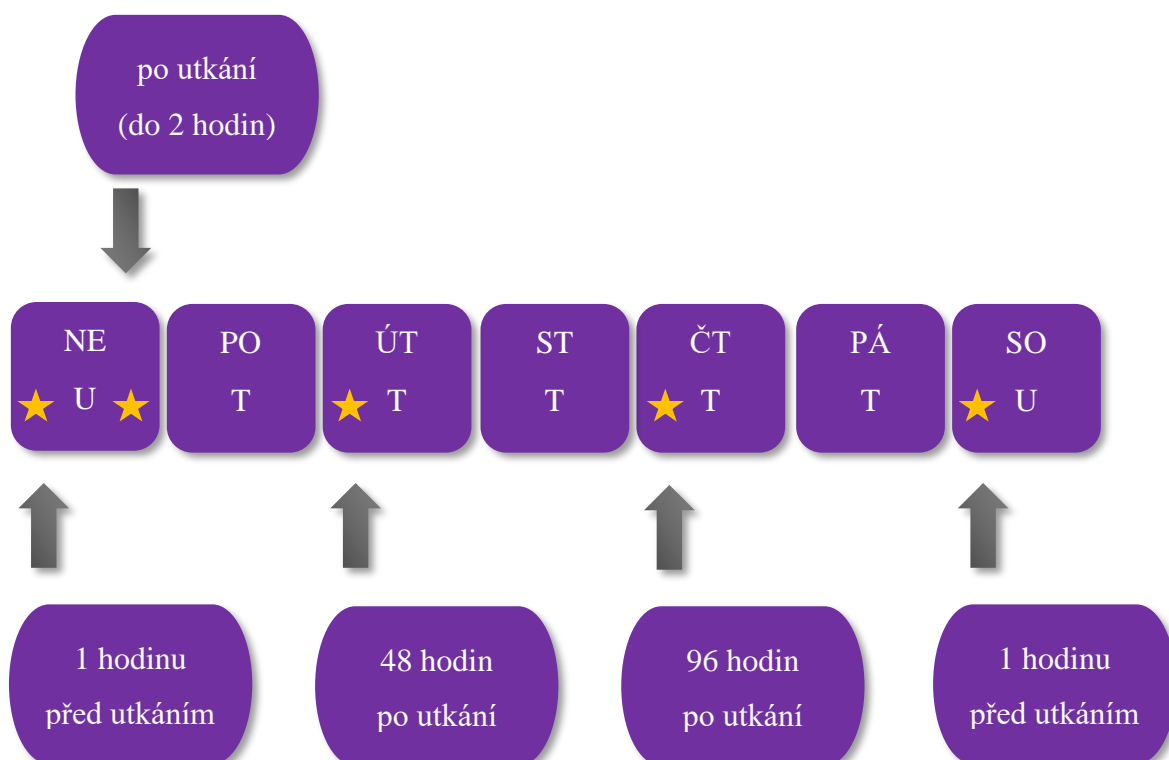 po utkání
(do 2 hodin)
NE
U
PO
T
ÚT
T
ST
T
ČT
T
PÁ
T
SO
U
1 hodinu
před utkáním
48 hodin
po utkání
96 hodin
po utkání
1 hodinu
před utkáním